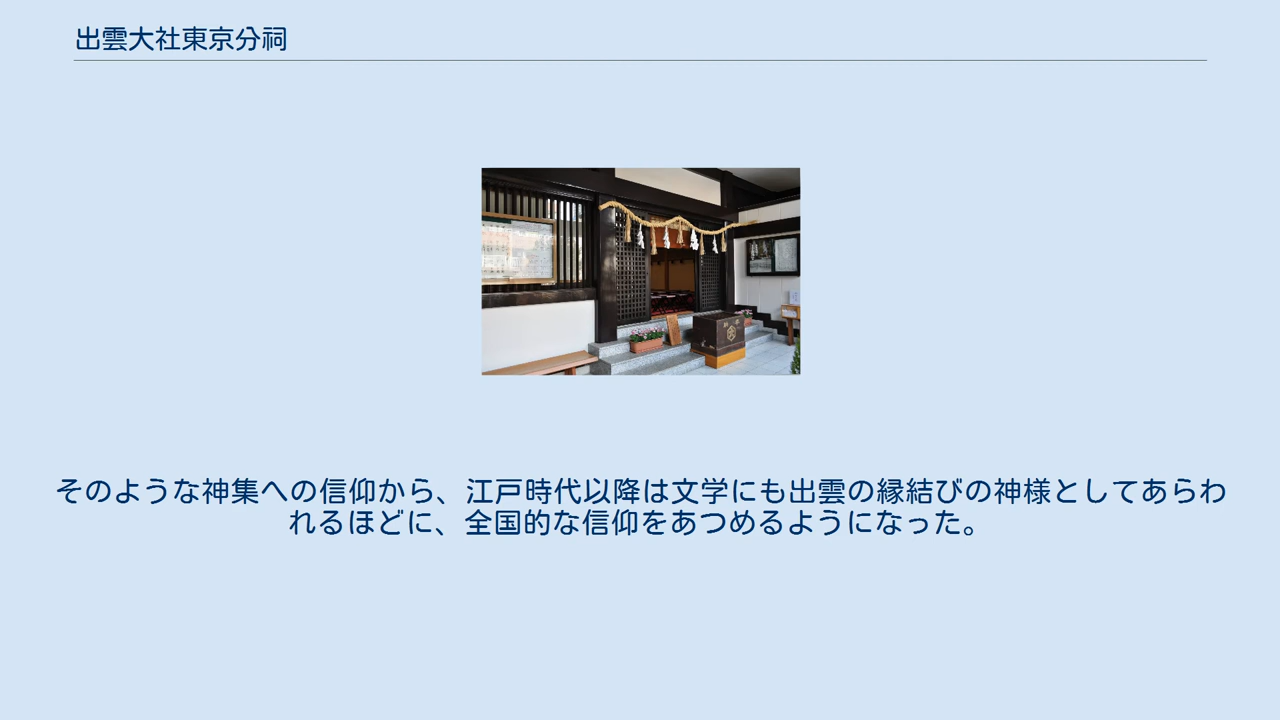 出雲大社東京分祠
そのような神集への信仰から、江戸時代以降は文学にも出雲の縁結びの神様としてあらわ
れるほどに、全国的な信仰をあつめるようになった。